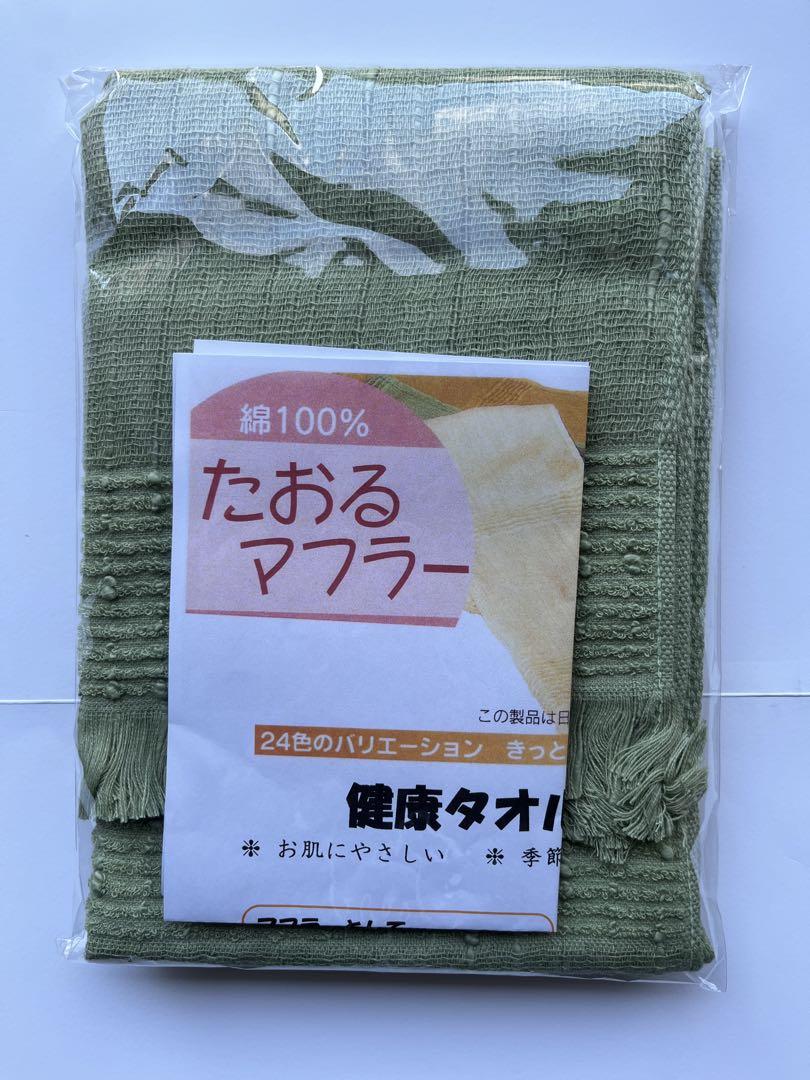 綿100%
たおる
マフラー
この製品は日
24色のバリエーション きっと
健康タオル
※ お肌にやさしい ※ 季節